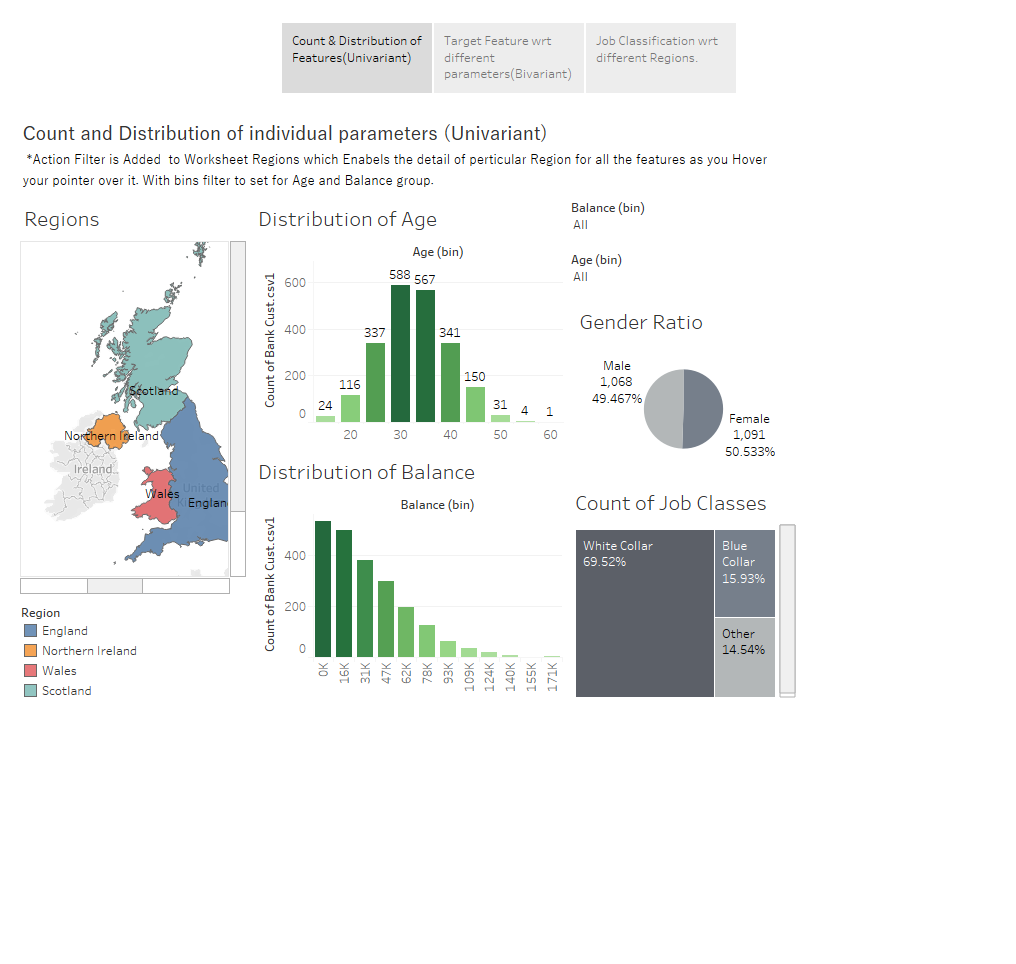 Count & Distribution of
Features(Univariant)
Target Feature wrt
different
parameters(Bivariant)
Job Classification wrt
different Regions.
Count and Distribution of individual parameters (Univariant)
*Action Filter is Added  to Worksheet Regions which Enabels the detail of perticular Region for all the features as you Hover
your pointer over it. With bins filter to set for Age and Balance group.
Regions
Scotland
Northern Ireland
Ireland
Wales
United
Englan
Region
England
Northern Ireland
Wales
Scotland
Distribution of Age
Age (bin)
Count of Bank Cust.csv1
600
400
200
0
24
116
337
588
567
341
150
31
4
1
20
30
40
50
60
Distribution of Balance
Balance (bin)
Count of Bank Cust.csv1
400
200
0
0K
16K
31K
47K
62K
78K
93K
109K
124K
140K
155K
171K
Balance (bin)
All
Age (bin)
All
Gender Ratio
Male
1,068
49.467%
Female
1,091
50.533%
Count of Job Classes
White Collar
69.52%
Blue
Collar
15.93%
Other
14.54%